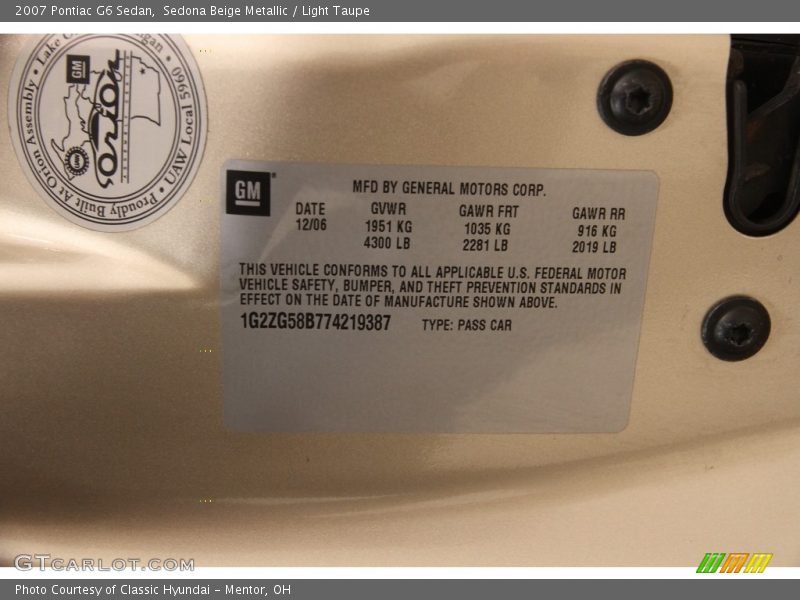 2007 Pontiac G6 Sedan, Sedona Beige Metallic / Light Taupe
Proudly Built At Orion Assembly • Lake
UAW Local 5960
GM
orion
GM
MFD BY GENERAL MOTORS CORP.
DATE GVWR GAWR FRT GAWR RR
12/06 1951 KG 1035 KG 916 KG
4300 LB 2281 LB 2019 LB
THIS VEHICLE CONFORMS TO ALL APPLICABLE U.S. FEDERAL MOTOR
VEHICLE SAFETY, BUMPER, AND THEFT PREVENTION STANDARDS IN
EFFECT ON THE DATE OF MANUFACTURE SHOWN ABOVE.
1G2ZG58B774219387 TYPE: PASS CAR
GTCARLOT.COM
Photo Courtesy of Classic Hyundai - Mentor, OH